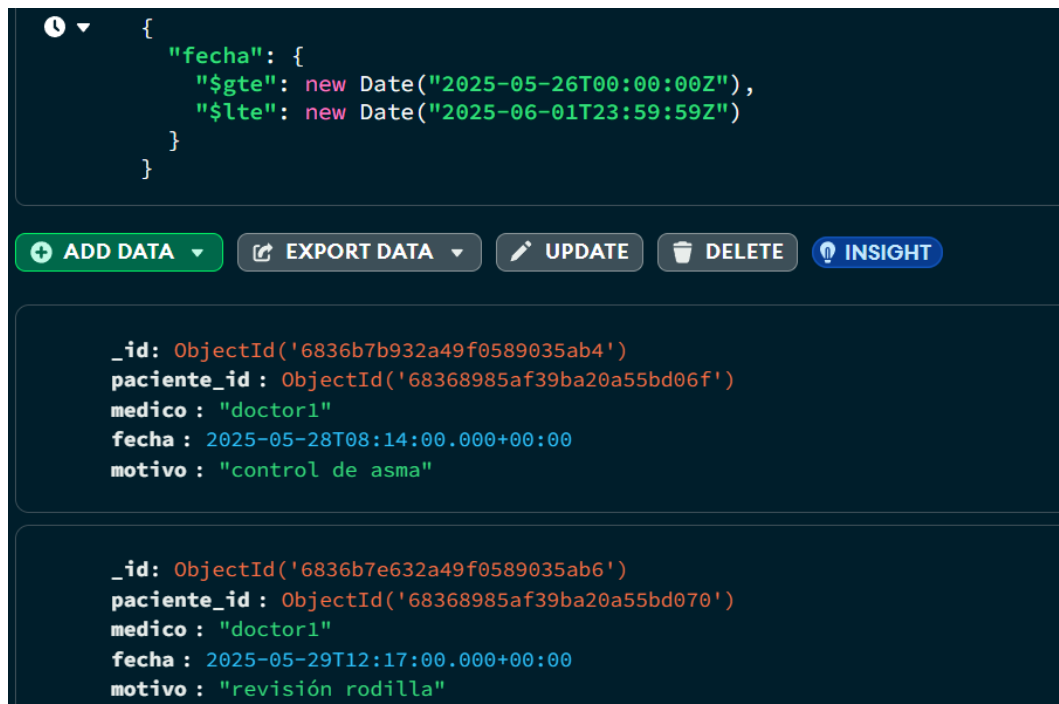 {
"fecha": {
"$gte": new Date("2025-05-26T00:00:00Z"),
"$lte": new Date("2025-06-01T23:59:59Z")
}
}
ADD DATA EXPORT DATA UPDATE DELETE INSIGHT
_id: ObjectId('6836b7b932a49f0589035ab4')
paciente_id : ObjectId('68368985af39ba20a55bd06f')
medico : "doctor1"
fecha : 2025-05-28T08:14:00.000+00:00
motivo : "control de asma"
_id: ObjectId('6836b7e632a49f0589035ab6')
paciente_id : ObjectId('68368985af39ba20a55bd070')
medico : "doctor1"
fecha : 2025-05-29T12:17:00.000+00:00
motivo : "revisión rodilla"